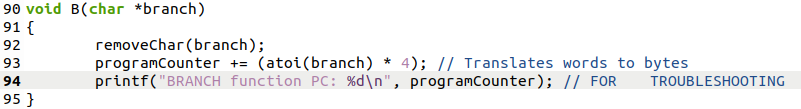 90 void B(char *branch)
91 {
92         removeChar(branch);
93         programCounter += (atoi(branch) * 4); // Translates words to bytes
94         printf("BRANCH function PC: %d\n", programCounter); // FOR    TROUBLESHOOTING
95 }